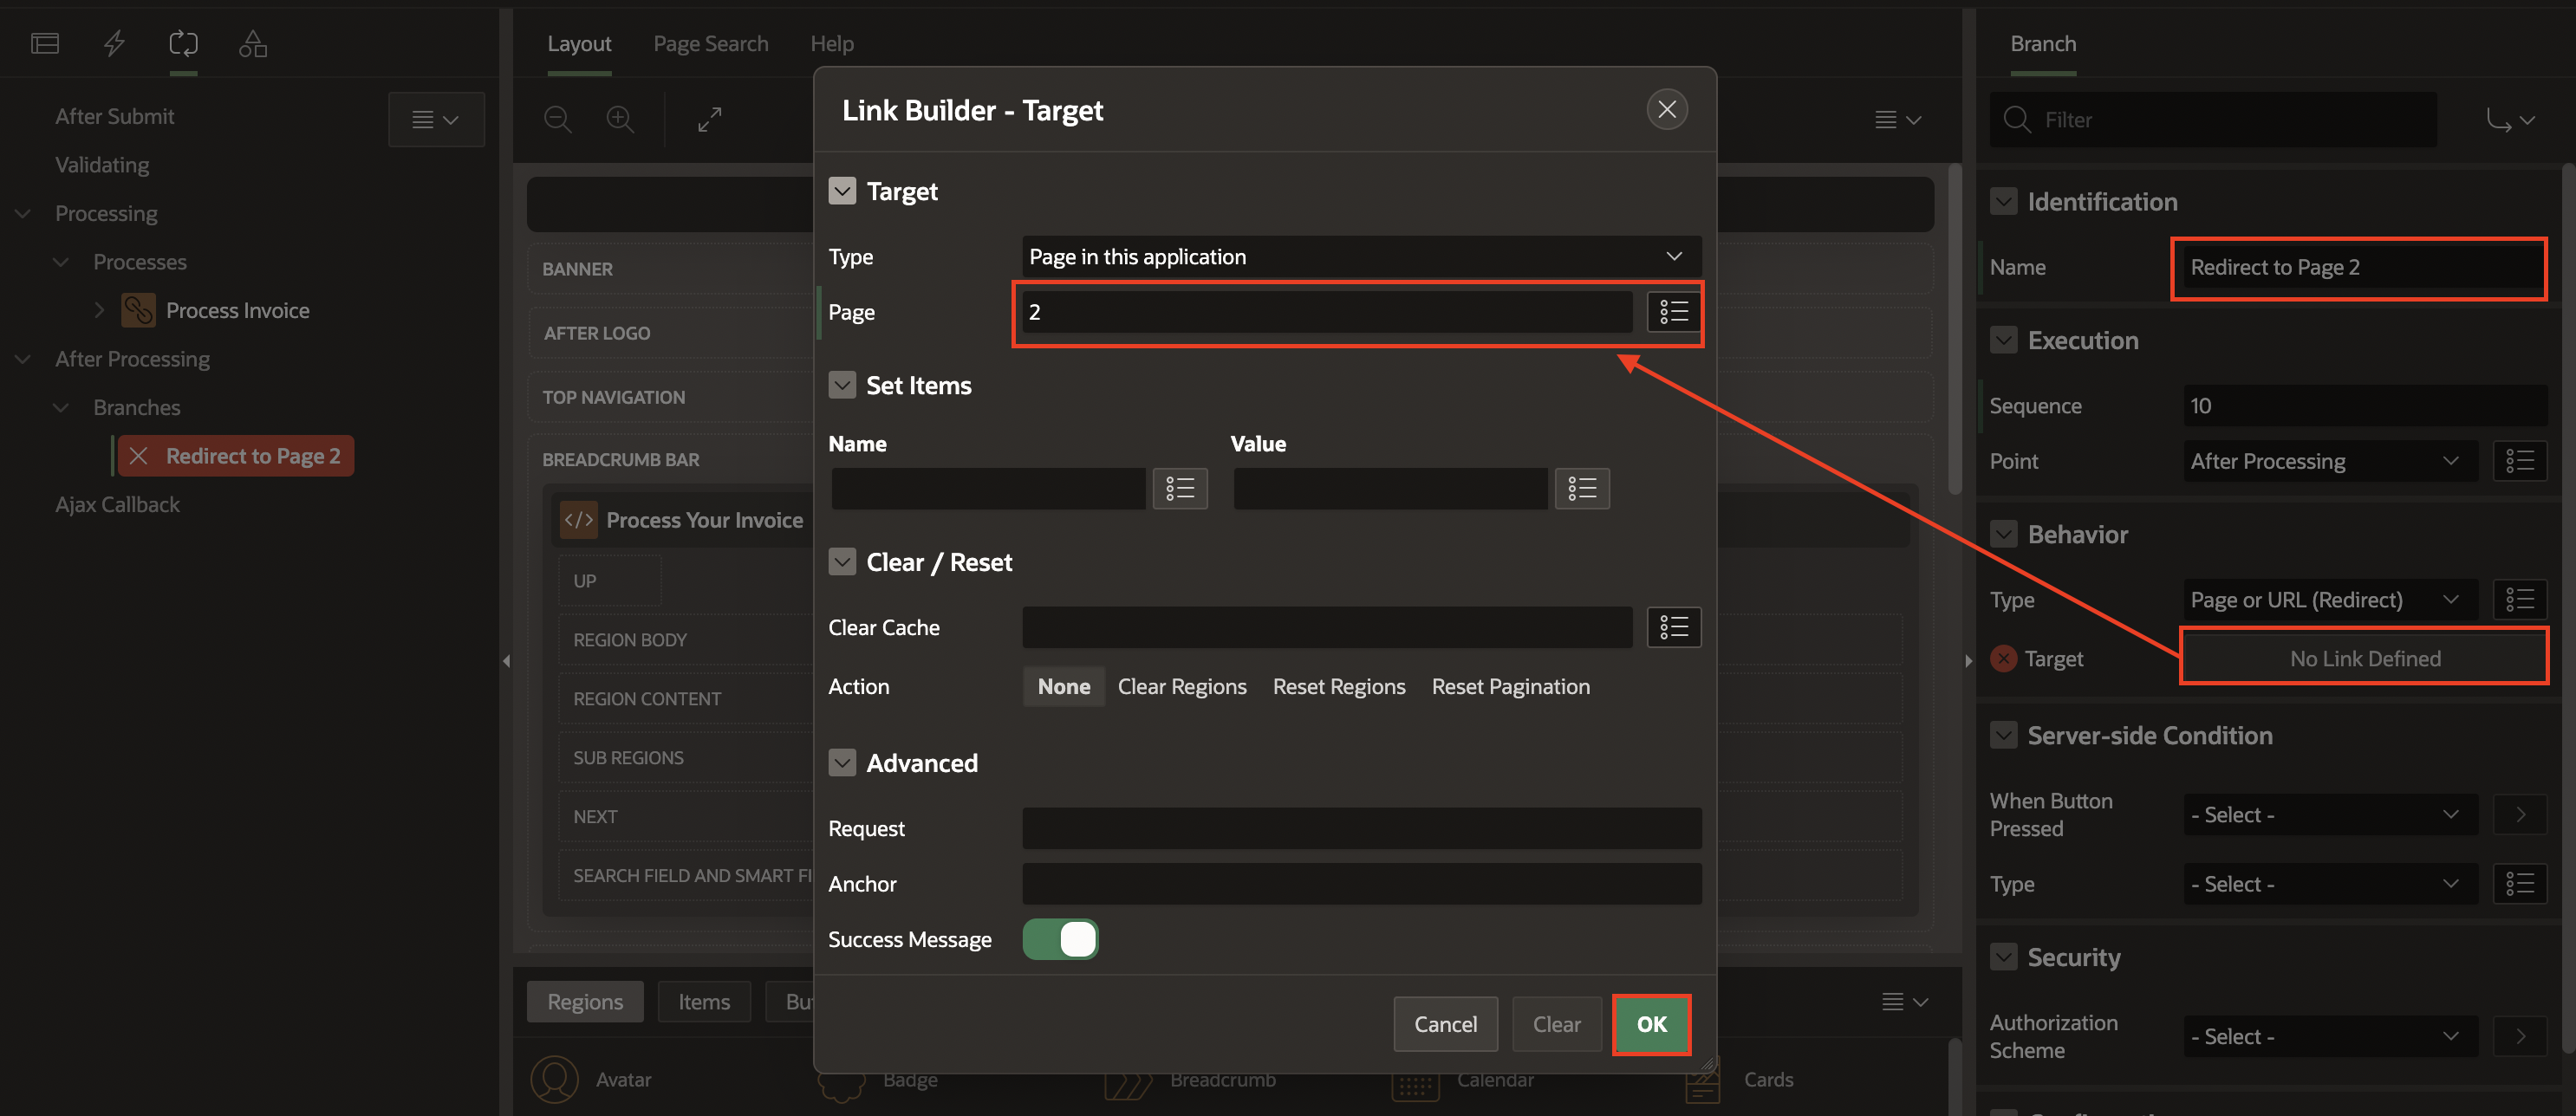 After Submit
Validating
Processing
Processes
Process Invoice
After Processing
Branches
Redirect to Page 2
Ajax Callback
Layout
Page Search
Help
BANNER
AFTER LOGO
TOP NAVIGATION
BREADCRUMB BAR
</> Process Your Invoice
UP
REGION BODY
REGION CONTENT
SUB REGIONS
NEXT
SEARCH FIELD AND SMART FI
Regions
Items
Bu
Avatar
Badge
Breadcrumb
Calendar
Cards
Link Builder - Target
Target
Type
Page in this application
Page
2
Set Items
Name
Value
Clear / Reset
Clear Cache
Action
None
Clear Regions
Reset Regions
Reset Pagination
Advanced
Request
Anchor
Success Message
Cancel
Clear
OK
Branch
Filter
Identification
Name
Redirect to Page 2
Execution
Sequence
10
Point
After Processing
Behavior
Type
Page or URL (Redirect)
Target
No Link Defined
Server-side Condition
When Button
Pressed
- Select -
Type
- Select -
Security
Authorization
Scheme
- Select -